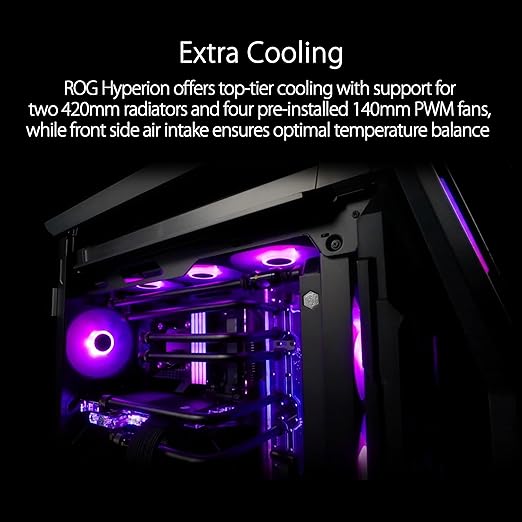 Extra Cooling
ROG Hyperion offers top-tier cooling with support for
two 420mm radiators and four pre-installed 140mm PWM fans,
while front side air intake ensures optimal temperature balance